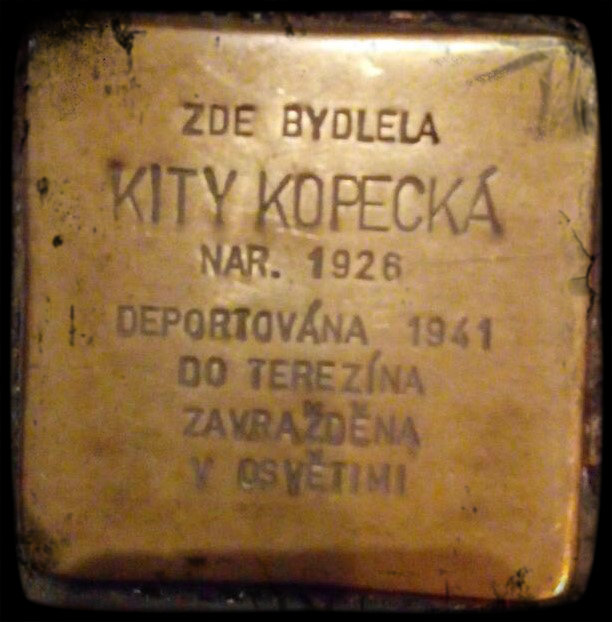 ZDE BYDLELA
KITY KOPECKÁ
NAR. 1926
DEPORTOVÁNA 1941
DO TEREZÍNA
ZAVRAŽDĚNA
V OSVĚTIMI